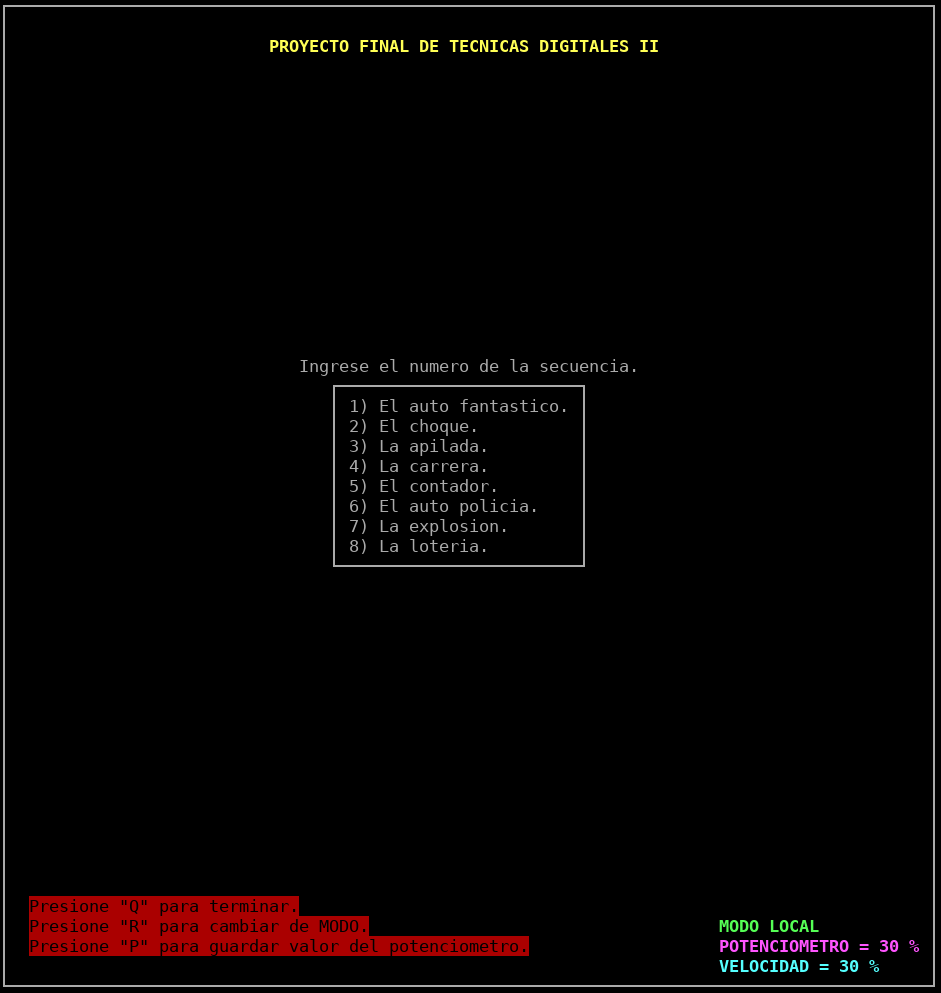 PROYECTO FINAL DE TECNICAS DIGITALES II
Ingrese el numero de la secuencia.
1) El auto fantastico.
2) El choque.
3) La apilada.
4) La carrera.
5) El contador.
6) El auto policia.
7) La explosion.
8) La loteria.
Presione "Q" para terminar.
Presione "R" para cambiar de MODO.
Presione "P" para guardar valor del potenciometro.
MODO LOCAL
POTENCIOMETRO = 30 %
VELOCIDAD = 30 %